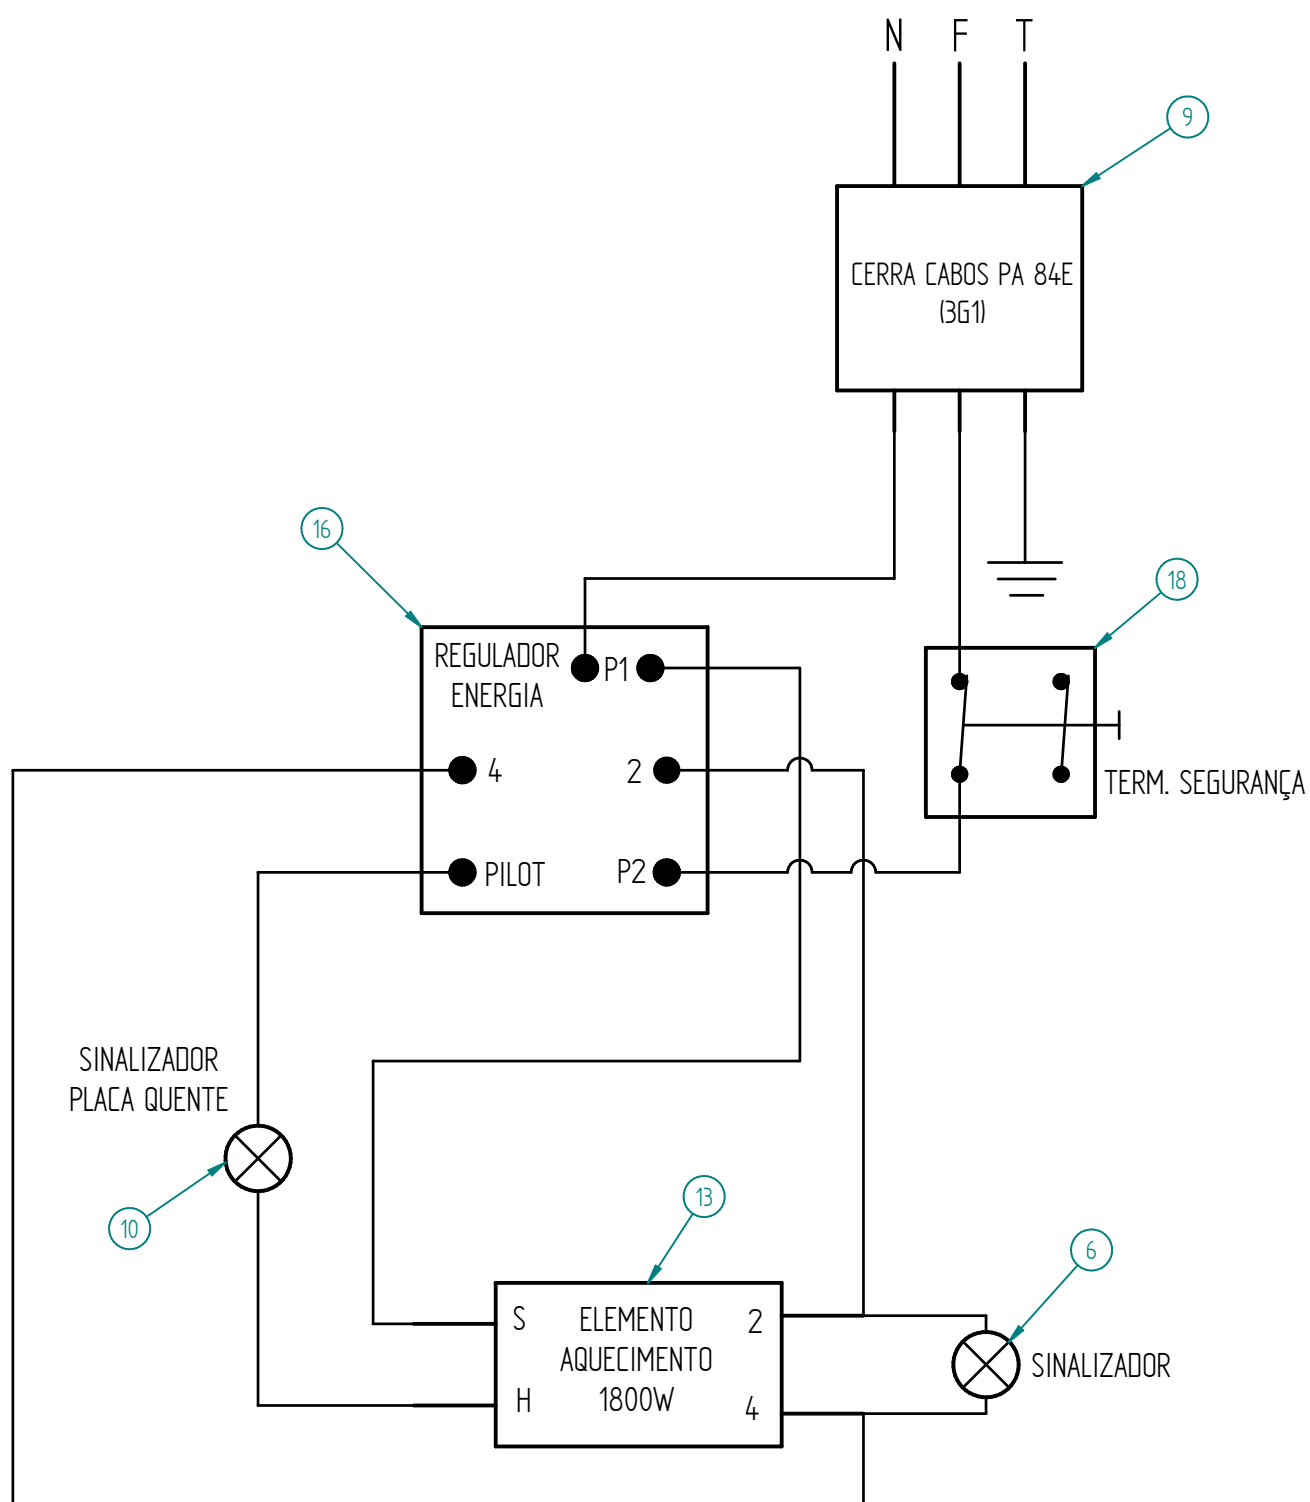 N F T
9
CERRA CABOS PA 84E
(3G1)
16
18
REGULADOR
ENERGIA
P1
4
2
TERM. SEGURANÇA
PILOT
P2
SINALIZADOR
PLACA QUENTE
10
13
6
S
ELEMENTO
2
AQUECIMENTO
SINALIZADOR
H
1800W
4